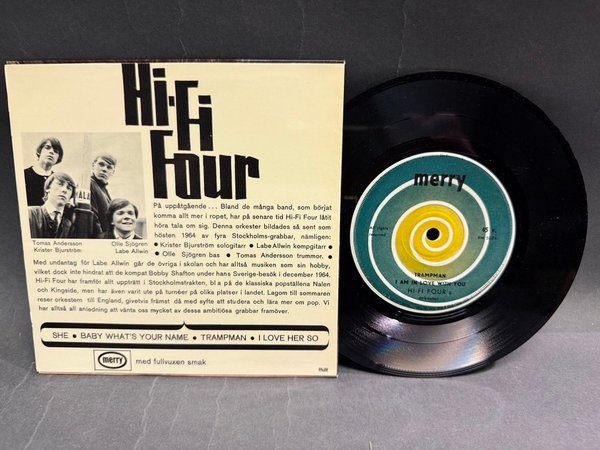 Hi-Fi
Four
Tomas Andersson Olle Sjögren
Krister Bjurström Labe Allwin
På uppåtgående . . . Bland de många band, som börjat
komma allt mer i ropet, har på senare tid Hi-Fi Four låtit
höra tala om sig. Denna orkester bildades så sent som
hösten 1964 av fyra Stockholms-grabbar, nämligen:
• Krister Bjurström sologitarr • Labe Allwin kompgitarr •
• Olle Sjögren bas • Tomas Andersson trummor. •
Med undantag för Labe Allwin går de övriga i skolan och har alltså musiken som sin hobby,
vilket dock inte hindrat att de kompat Bobby Shafton under hans Sverige-besök i december 1964.
Hi-Fi Four har framför allt uppträtt i Stockholmstrakten, bl a på de klassiska popställena Nalen
och Kingside, men har även varit ute på turnéer på olika platser i landet. Lagom till sommaren
reser orkestern till England, givetvis främst då med syfte att studera och lära mer om pop. Vi
har alltså all anledning att vänta oss mycket av dessa ambitiösa grabbar framöver.
SHE • BABY WHAT'S YOUR NAME • TRAMPMAN • I LOVE HER SO
merry med fullvuxen smak
merry
All rights
reserved
45 r.
TRAMPMAN
I AM IN LOVE WITH YOU
HI-FI FOUR's